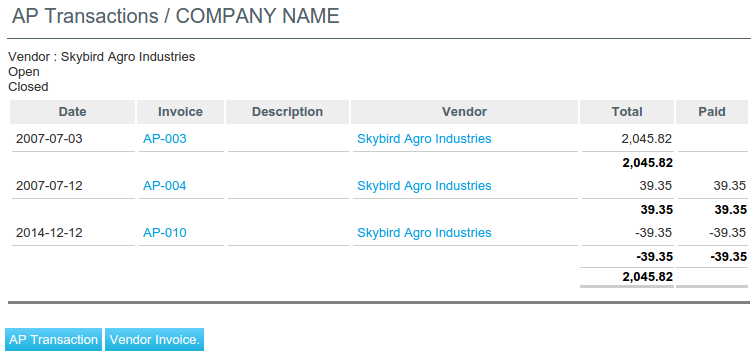 AP Transactions / COMPANY NAME
Vendor : Skybird Agro Industries
Open
Closed
Date Invoice Description Vendor Total Paid
2007-07-03 AP-003 Skybird Agro Industries 2,045.82
2,045.82
2007-07-12 AP-004 Skybird Agro Industries 39.35 39.35
39.35 39.35
2014-12-12 AP-010 Skybird Agro Industries -39.35 -39.35
-39.35 -39.35
2,045.82
AP Transaction Vendor Invoice.